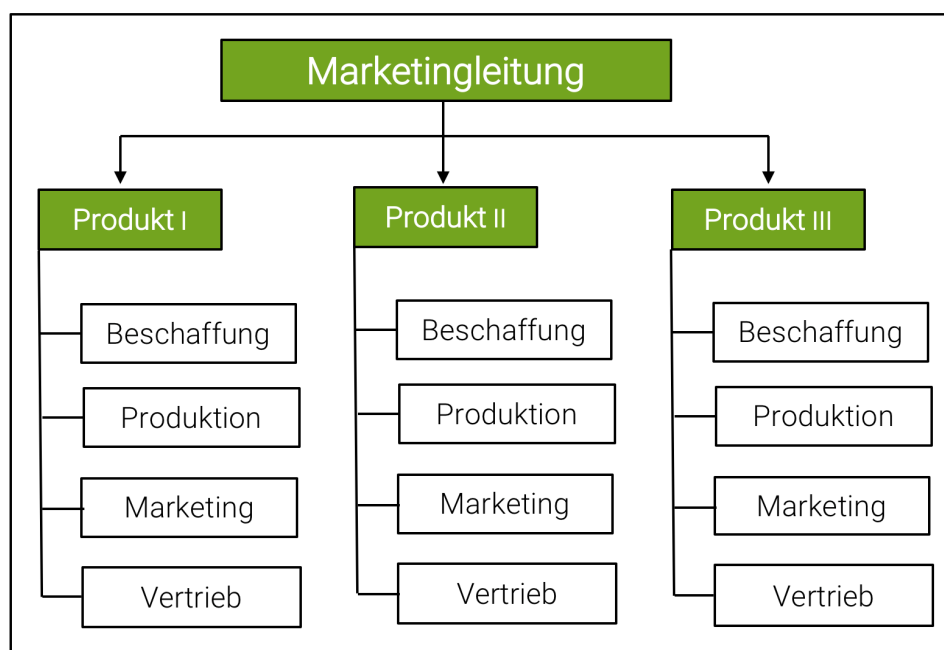 Marketingleitung
Produkt I
Produkt II
Produkt III
Beschaffung
Beschaffung
Beschaffung
Produktion
Produktion
Produktion
Marketing
Marketing
Marketing
Vertrieb
Vertrieb
Vertrieb